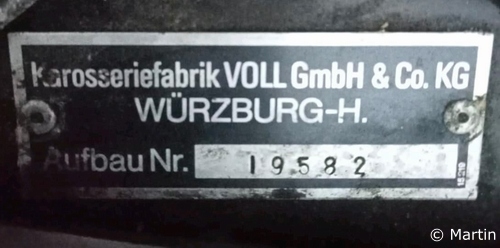 Karosseriefabrik VOLL GmbH & Co. KG
WÜRZBURG-H.
Aufbau Nr. 19582
© Martin